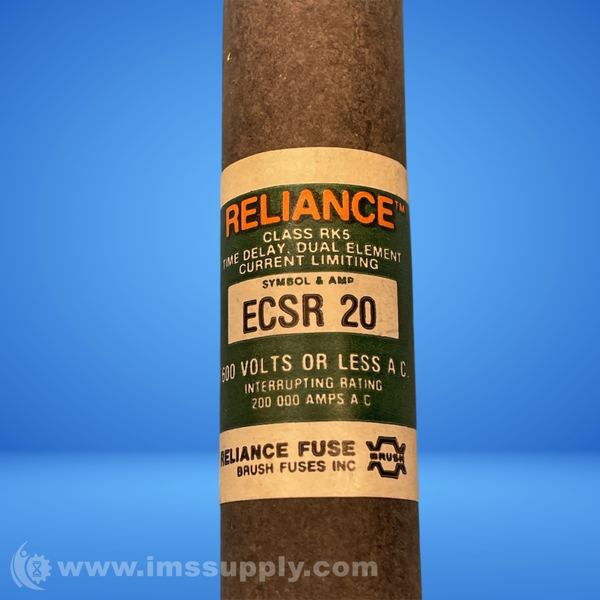 RELIANCE™
CLASS RK5
TIME DELAY, DUAL ELEMENT
CURRENT LIMITING
SYMBOL & AMP
ECSR 20
600 VOLTS OR LESS A.C.
INTERRUPTING RATING
200 000 AMPS A.C
RELIANCE FUSE
BRUSH FUSES INC
BRUSH
www.imssupply.com